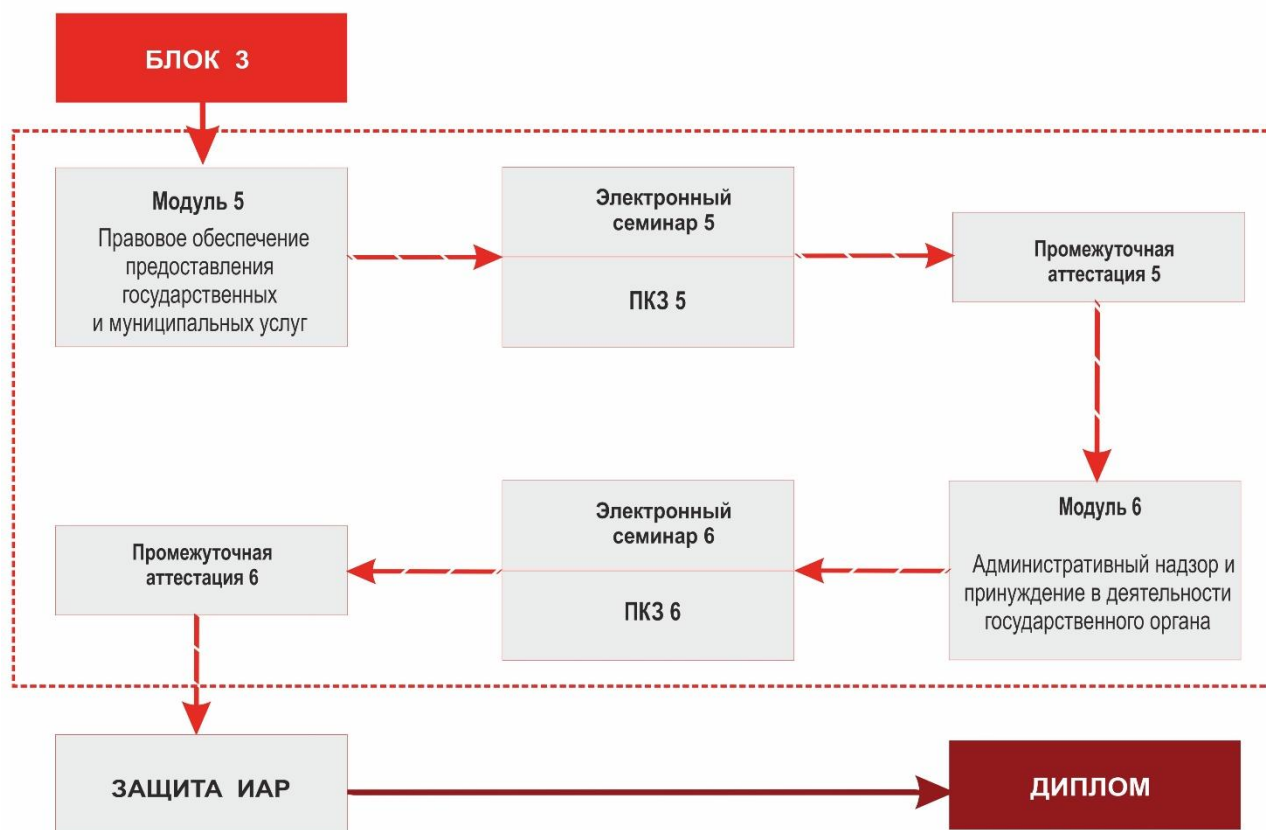 БЛОК 3
Модуль 5
Правовое обеспечение
предоставления
государственных
и муниципальных услуг
Электронный
семинар 5
ПКЗ 5
Промежуточная
аттестация 5
Модуль 6
Административный надзор и
принуждение в деятельности
государственного органа
Электронный
семинар 6
ПКЗ 6
Промежуточная
аттестация 6
ЗАЩИТА ИАР
ДИПЛОМ